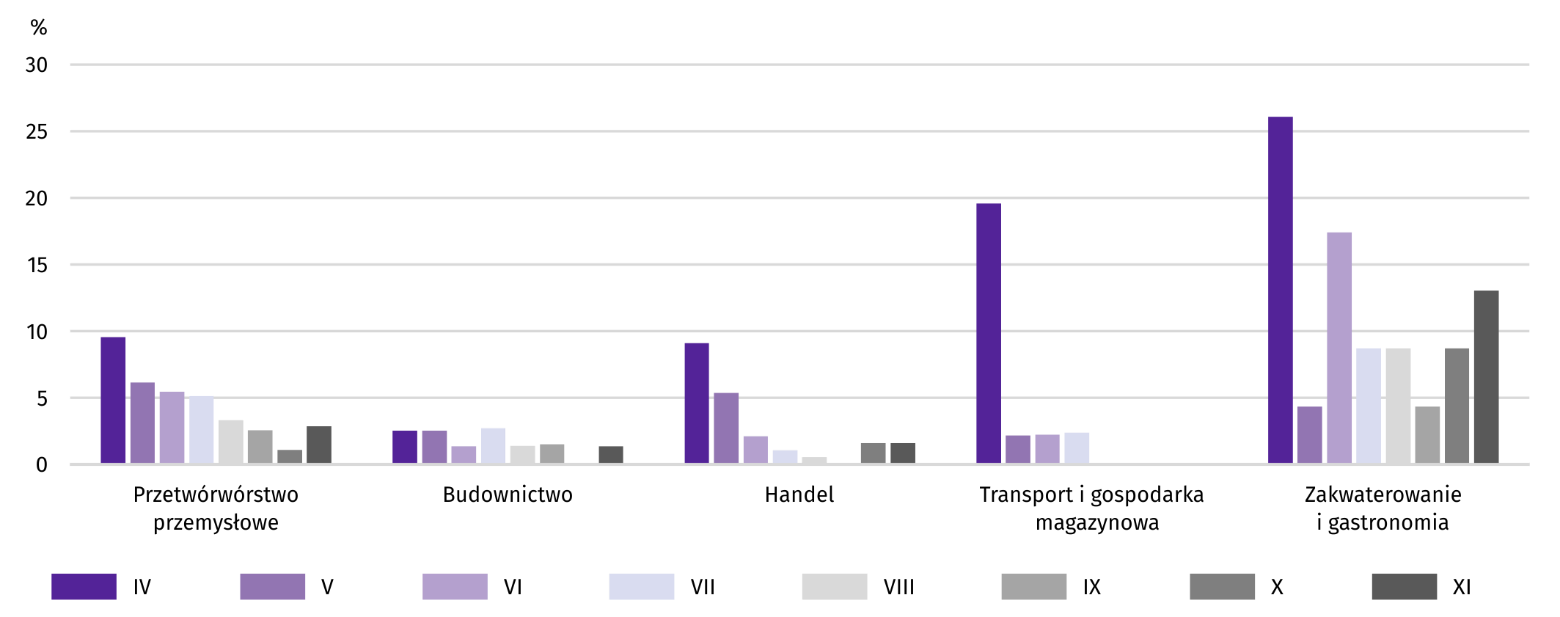 %
30
25
20
15
10
5
0
Przetwórwórstwo
przemysłowe
Budownictwo
Handel
Transport i gospodarka
magazynowa
Zakwaterowanie
i gastronomia
IV V VI VII VIII IX X XI